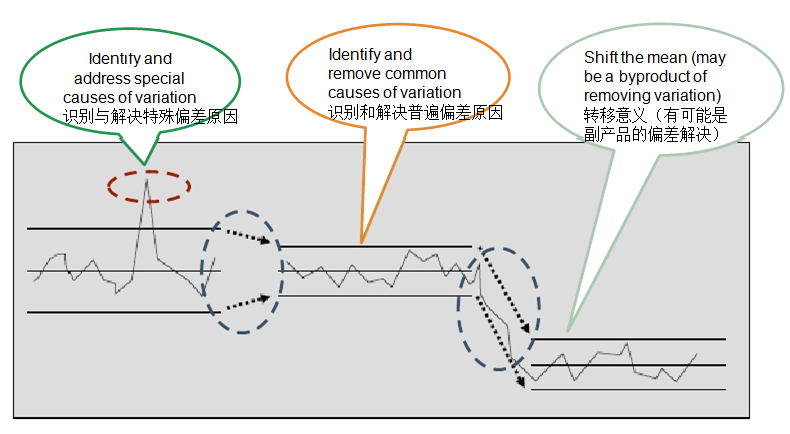 Identify and
address special
causes of variation
识别与解决特殊偏差原因
Identify and
remove common
causes of variation
识别和解决普遍偏差原因
Shift the mean (may
be a byproduct of
removing variation)
转移意义（有可能是
副产品的偏差解决）